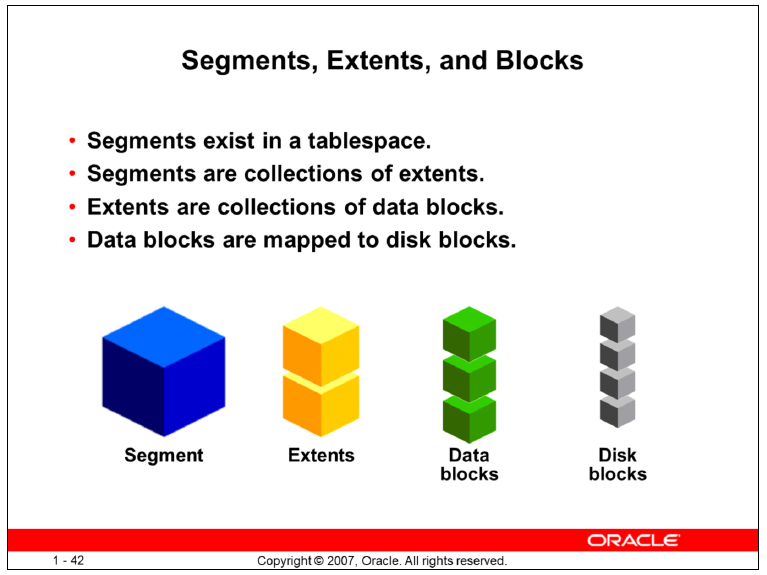 Segments, Extents, and Blocks
• Segments exist in a tablespace.
• Segments are collections of extents.
• Extents are collections of data blocks.
• Data blocks are mapped to disk blocks.
Segment
Extents
Data
blocks
Disk
blocks
ORACLE
1 - 42
Copyright © 2007, Oracle. All rights reserved.